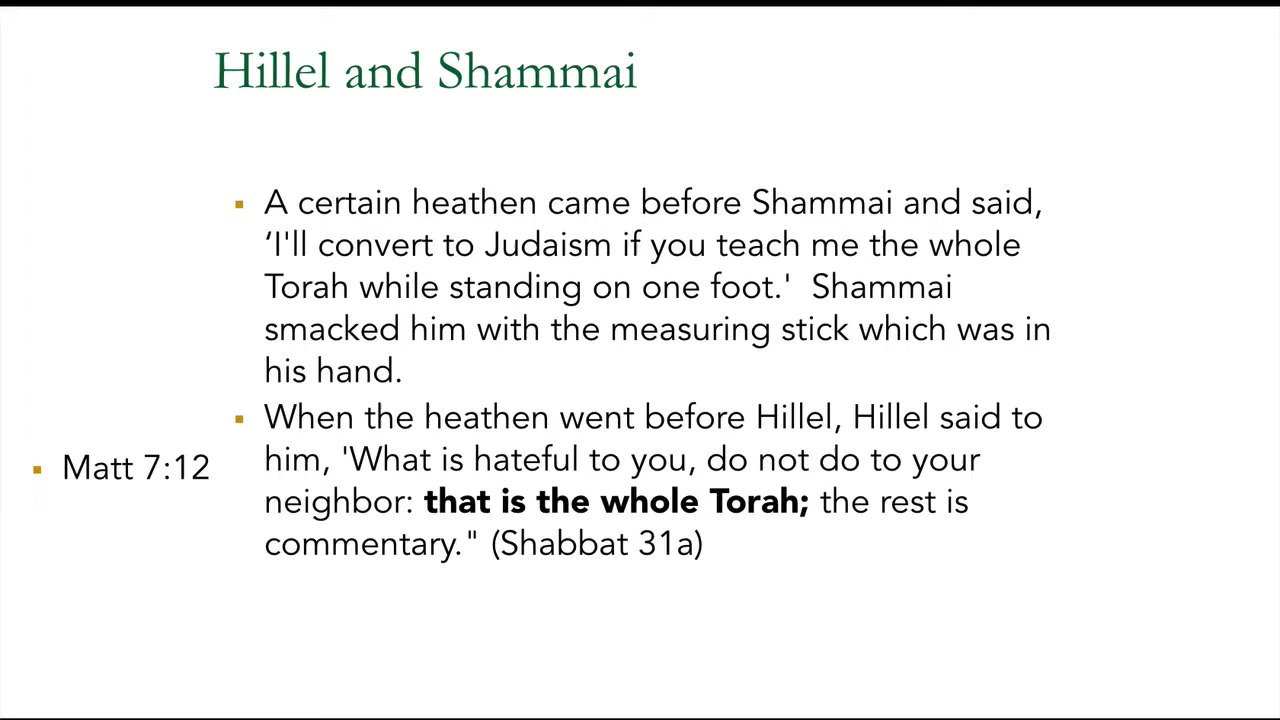 Hillel and Shammai
A certain heathen came before Shammai and said,
‘I'll convert to Judaism if you teach me the whole
Torah while standing on one foot.'  Shammai
smacked him with the measuring stick which was in
his hand.
When the heathen went before Hillel, Hillel said to
him, 'What is hateful to you, do not do to your
neighbor: that is the whole Torah; the rest is
commentary." (Shabbat 31a)
Matt 7:12